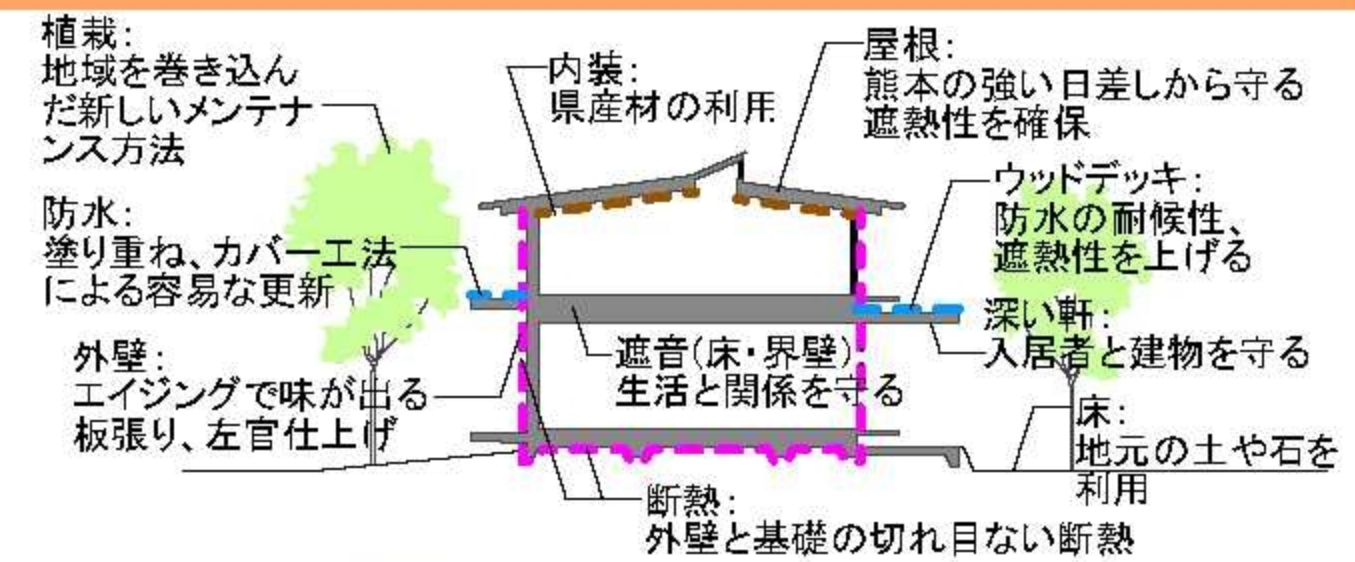 植栽：
地域を巻き込ん
だ新しいメンテナ
ンス方法
内装：
県産材の利用
屋根：
熊本の強い日差しから守る
遮熱性を確保
防水：
塗り重ね、カバー工法
による容易な更新
ウッドデッキ：
防水の耐候性、
遮熱性を上げる
外壁：
エイジングで味が出る
板張り、左官仕上げ
遮音(床・界壁)：
生活と関係を守る
深い軒：
入居者と建物を守る
床：
地元の土や石を
利用
断熱：
外壁と基礎の切れ目ない断熱